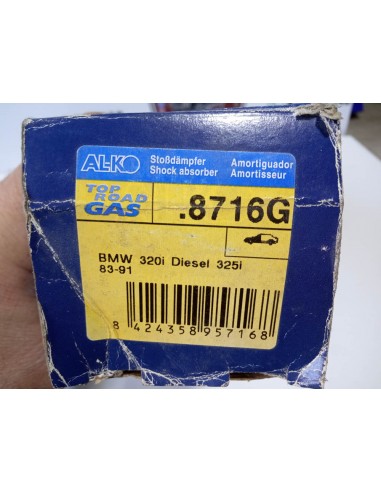 AL-KO
Stoßdämpfer Amortiguador
Shock absorber Amortisseur
TOP
ROAD
GAS
.8716G
BMW 320i Diesel 325i
83-91
8 424358 957168